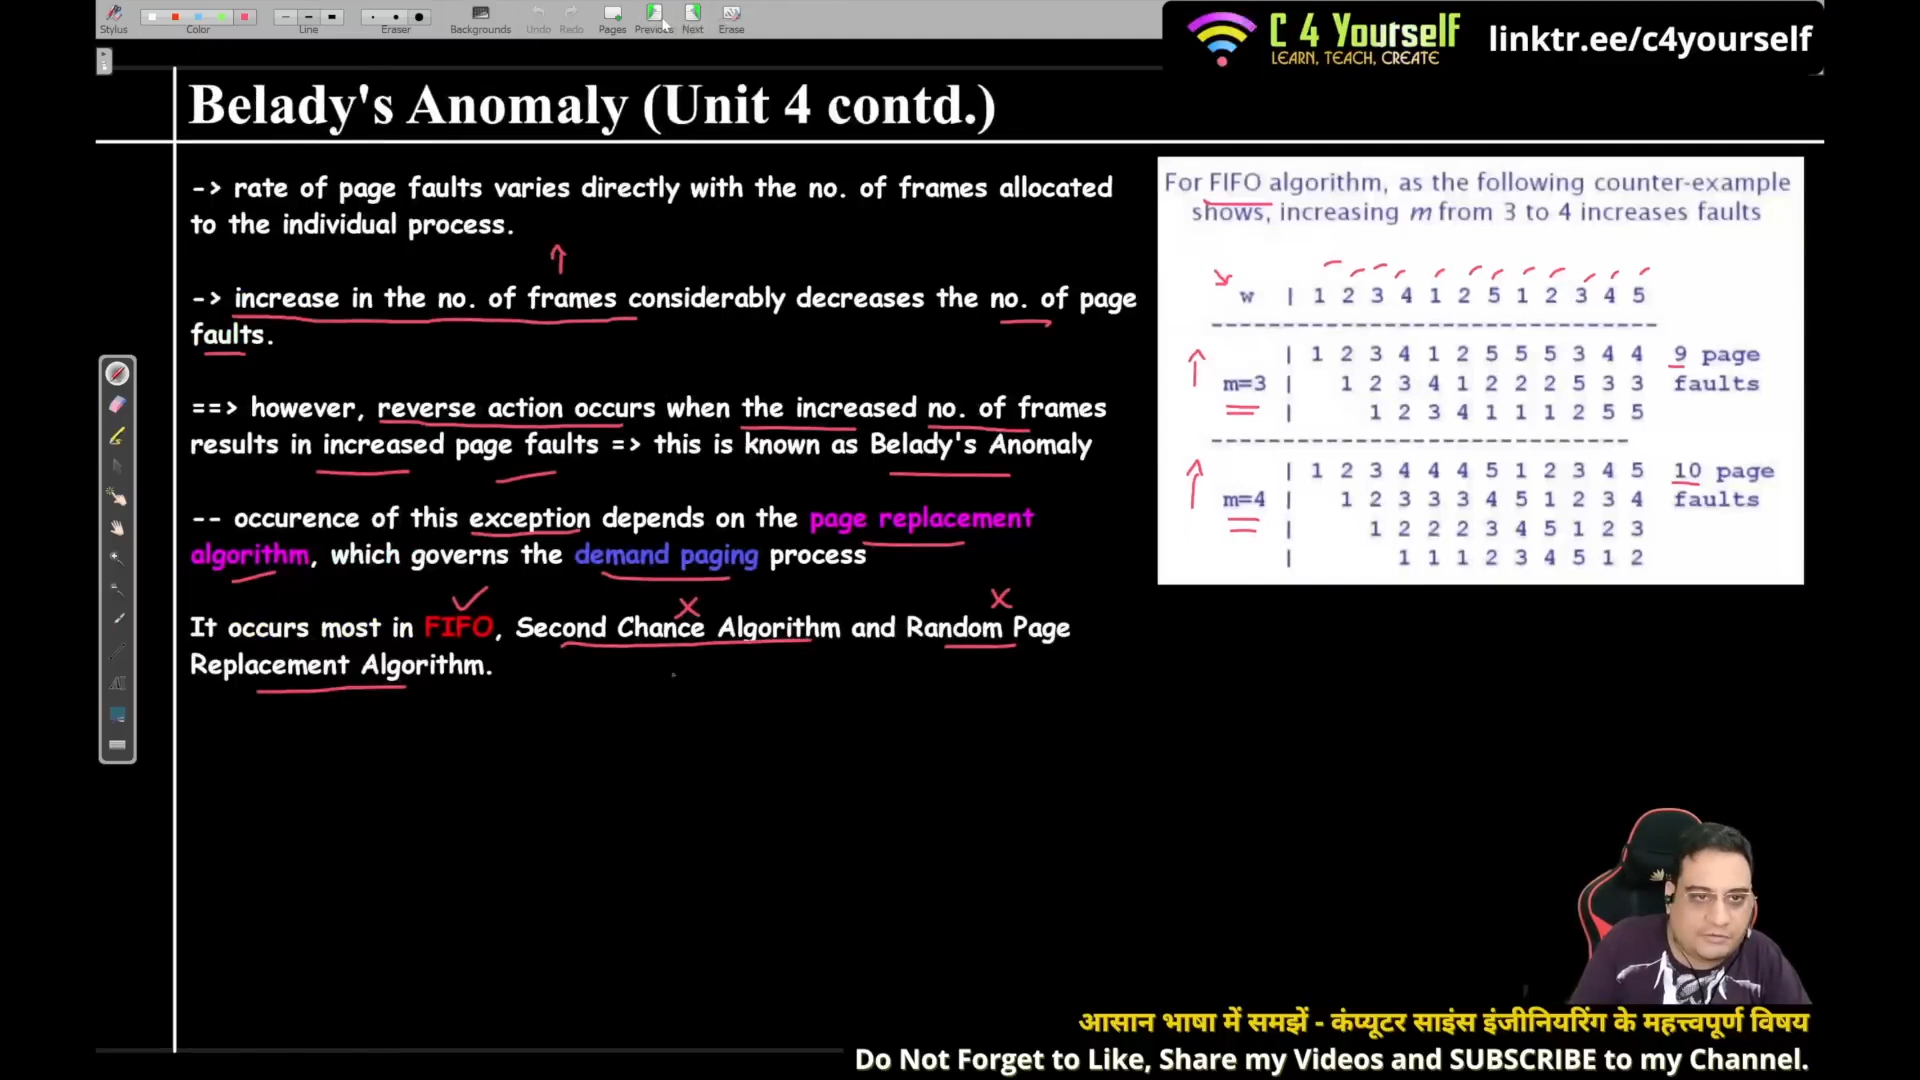 Stylus
Color
Line
Eraser
Backgrounds
Undo
Redo
Pages
Previous
Next
Erase
C 4 Yourself
LEARN, TEACH, CREATE
linktr.ee/c4yourself
Belady's Anomaly (Unit 4 contd.)
-> rate of page faults varies directly with the no. of frames allocated
to the individual process.
-> increase in the no. of frames considerably decreases the no. of page
faults.
==> however, reverse action occurs when the increased no. of frames
results in increased page faults => this is known as Belady's Anomaly
-- occurence of this exception depends on the page replacement
algorithm, which governs the demand paging process
It occurs most in FIFO, Second Chance Algorithm and Random Page
Replacement Algorithm.
For FIFO algorithm, as the following counter-example
shows, increasing m from 3 to 4 increases faults
w | 1 2 3 4 1 2 5 1 2 3 4 5
| 1 2 3 4 1 2 5 5 5 3 4 4 9 page
m=3 | 1 2 3 4 1 2 2 2 5 3 3 faults
| 1 2 3 4 1 1 1 2 5 5
| 1 2 3 4 4 4 5 1 2 3 4 5 10 page
m=4 | 1 2 3 3 3 4 5 1 2 3 4 faults
| 1 2 2 2 3 4 5 1 2 3
| 1 1 1 2 3 4 5 1 2
आसान भाषा में समझें - कंप्यूटर साइंस इंजीनियरिंग के महत्त्वपूर्ण विषय
Do Not Forget to Like, Share my Videos and SUBSCRIBE to my Channel.